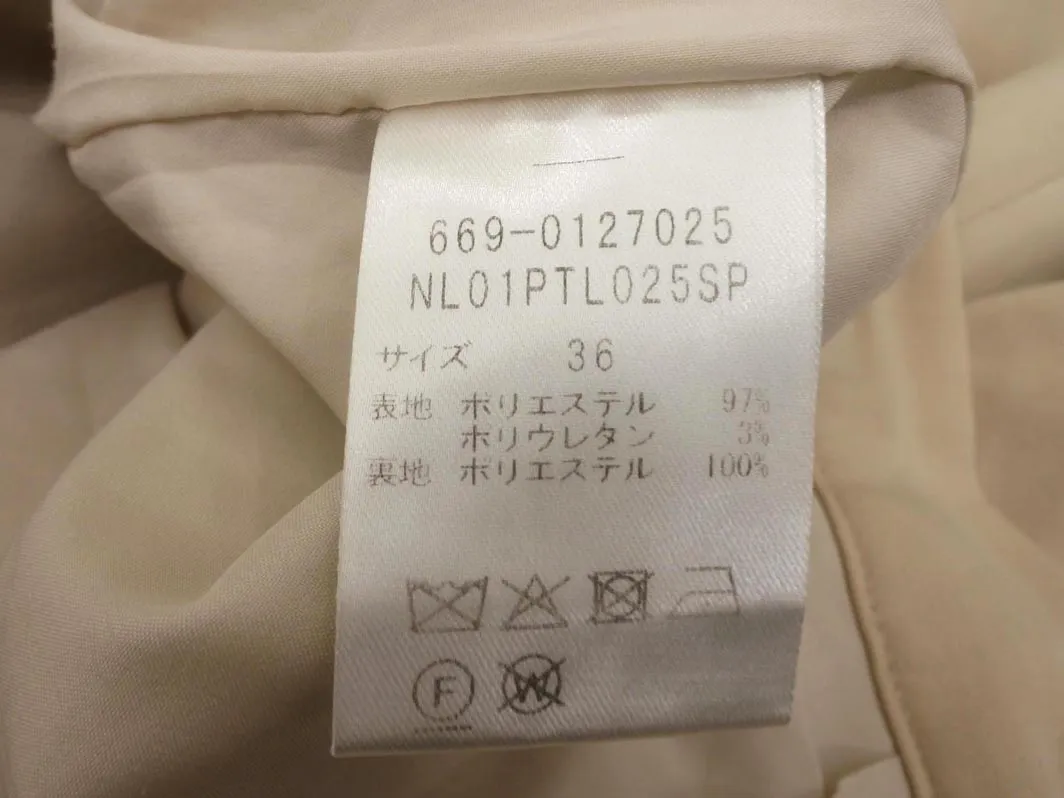 669-0127025
NL01PTL025SP
サイズ 36
表地 ポリエステル 97%
ポリウレタン 3%
裏地 ポリエステル 100%
F
W